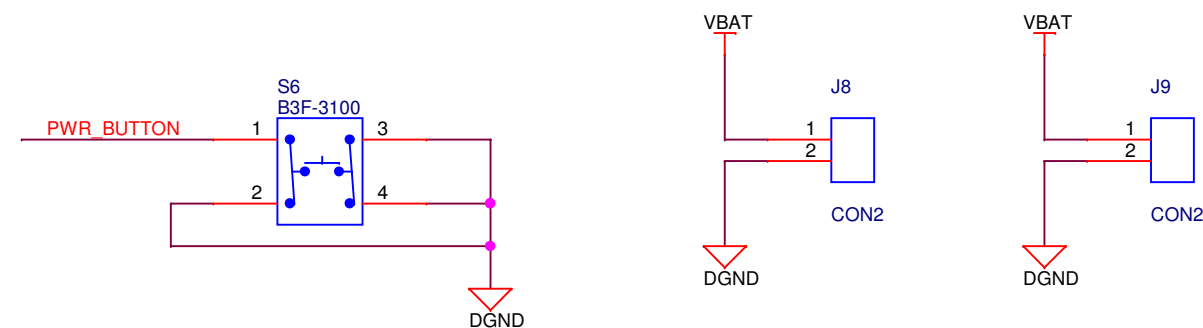 S6
B3F-3100
PWR_BUTTON
1
3
2
4
DGND
VBAT
J8
1
2
CON2
DGND
VBAT
J9
1
2
CON2
DGND